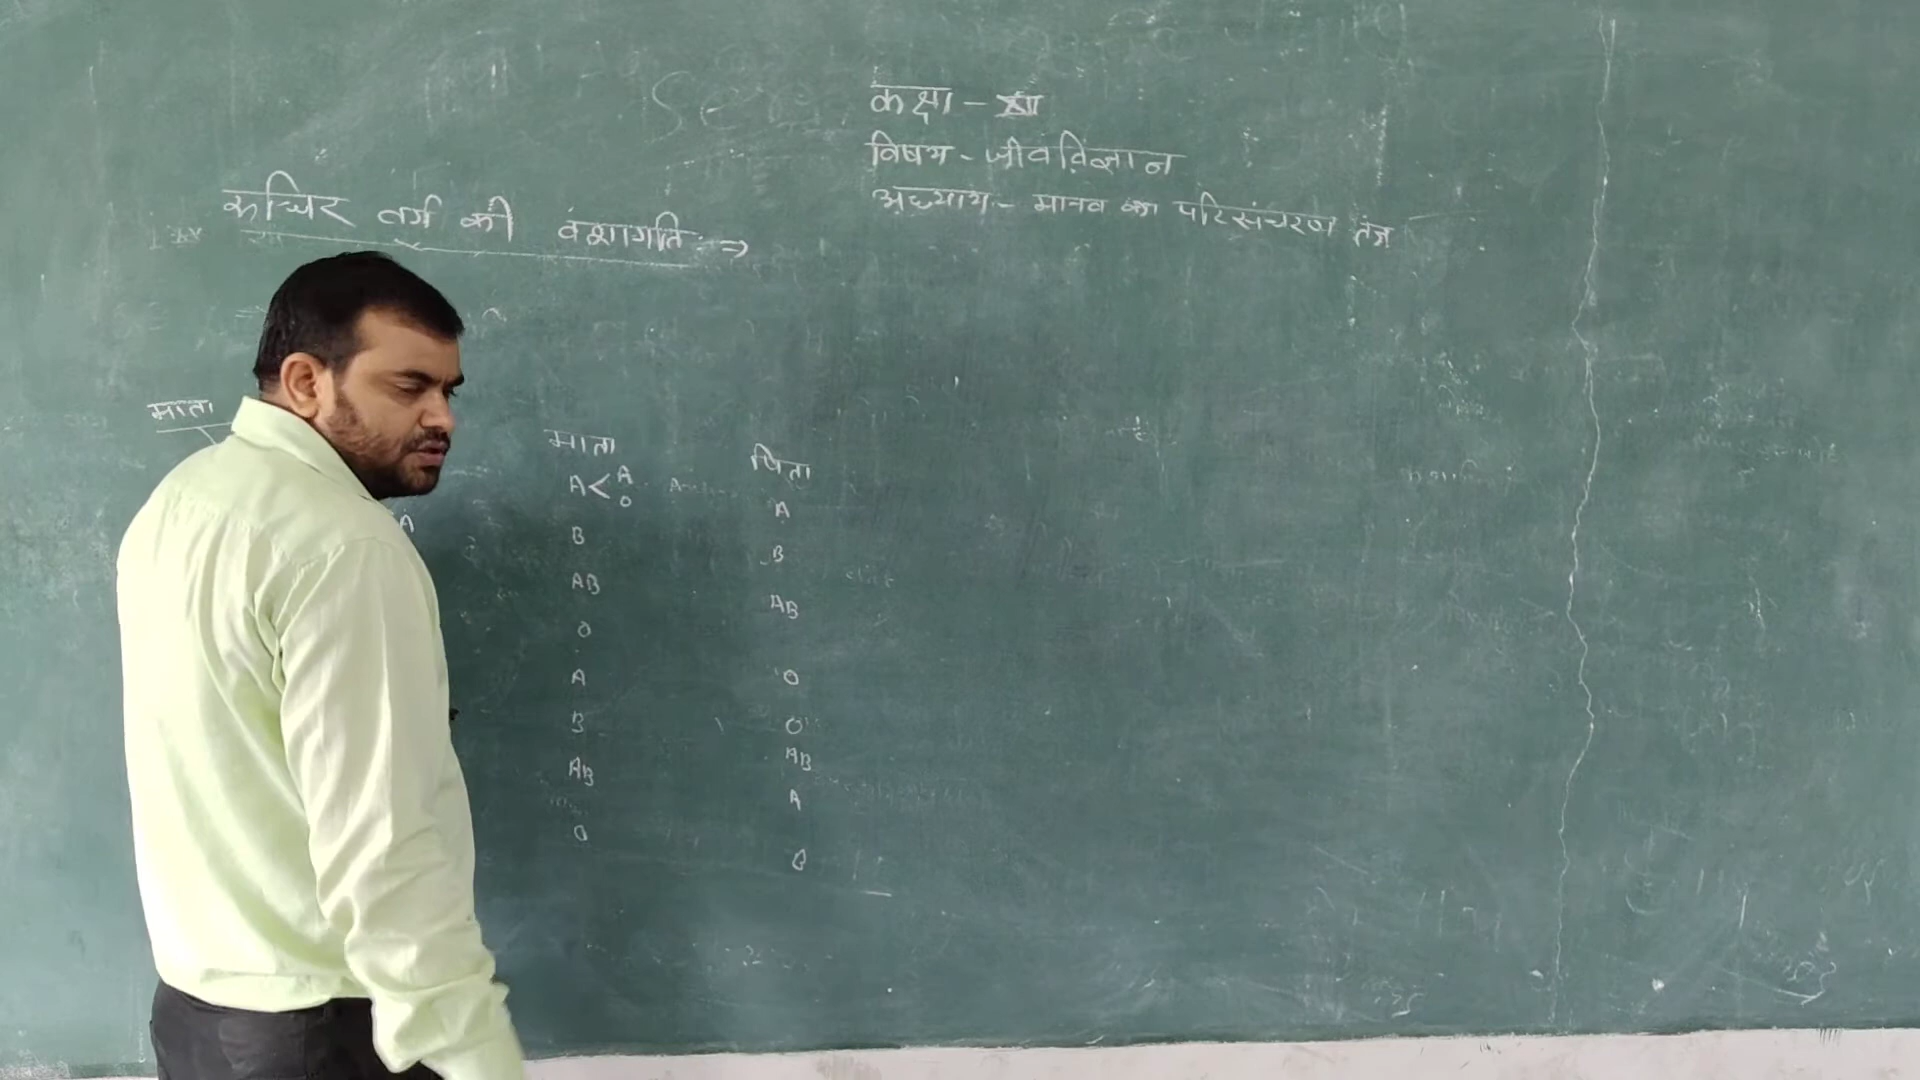 कक्षा -
विषय - जीवविज्ञान
अध्याय - मानव का परिसंचरण तंत्र
रूधिर वर्ग की वंशागति : ⇒
माता
A
माता पिता
A < A O A
B B
AB AB
O O
A O
B AB
AB A
O B